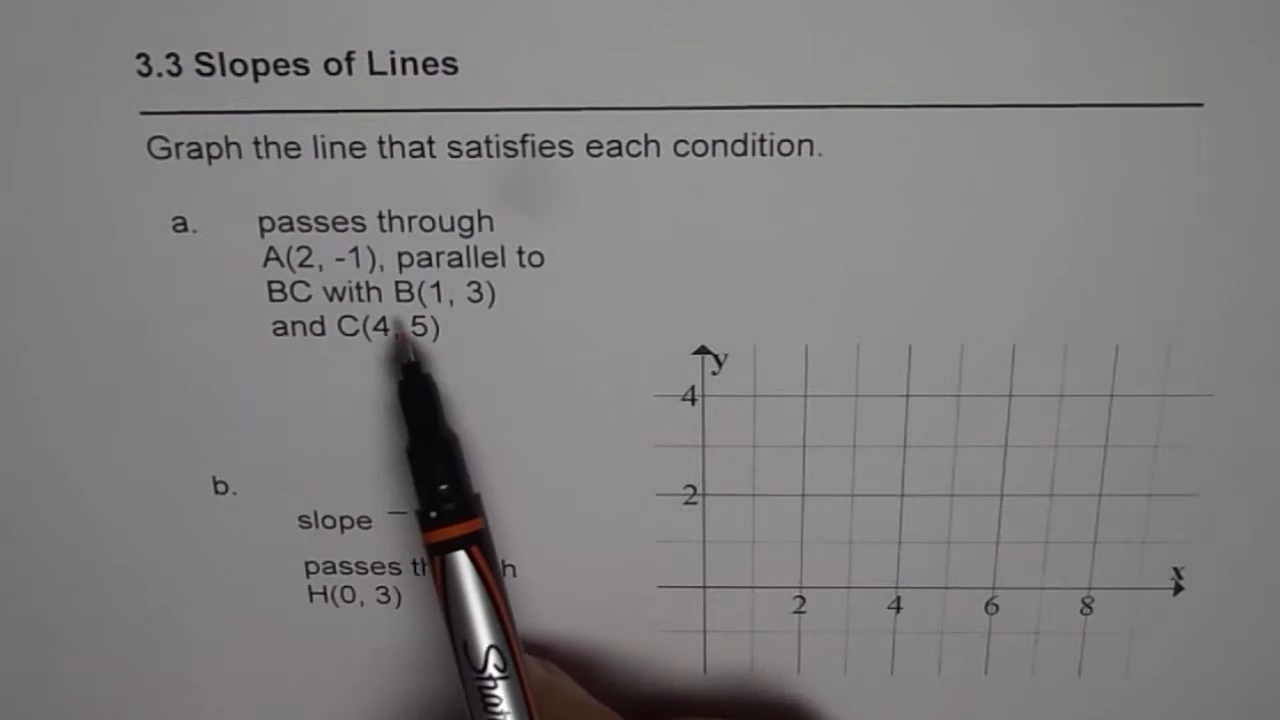 3.3 Slopes of Lines
Graph the line that satisfies each condition.
a. passes through
A(2, -1), parallel to
BC with B(1, 3)
and C(4, 5)
y
4
2
x
2 4 6 8
b.
slope
passes
H(0, 3)